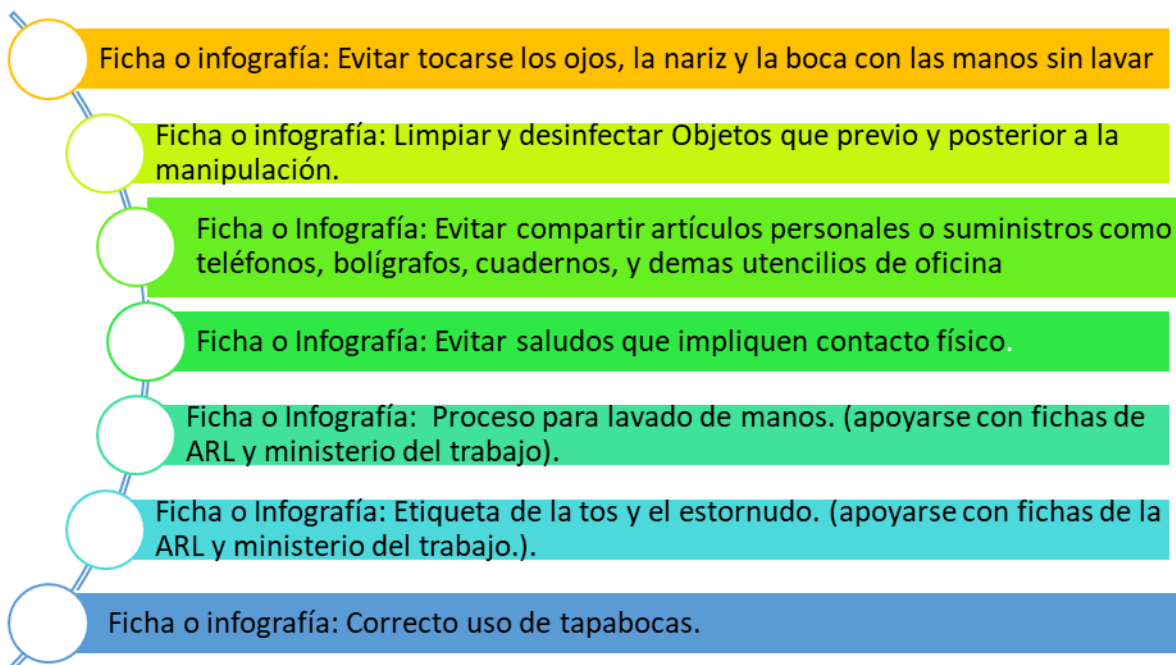 Ficha o infografía: Evitar tocarse los ojos, la nariz y la boca con las manos sin lavar
Ficha o infografía: Limpiar y desinfectar Objetos que previo y posterior a la
manipulación.
Ficha o Infografía: Evitar compartir artículos personales o suministros como
teléfonos, bolígrafos, cuadernos, y demas utencilios de oficina
Ficha o Infografía: Evitar saludos que impliquen contacto físico.
Ficha o Infografía: Proceso para lavado de manos. (apoyarse con fichas de
ARL y ministerio del trabajo).
Ficha o Infografía: Etiqueta de la tos y el estornudo. (apoyarse con fichas de la
ARL y ministerio del trabajo.).
Ficha o infografía: Correcto uso de tapabocas.